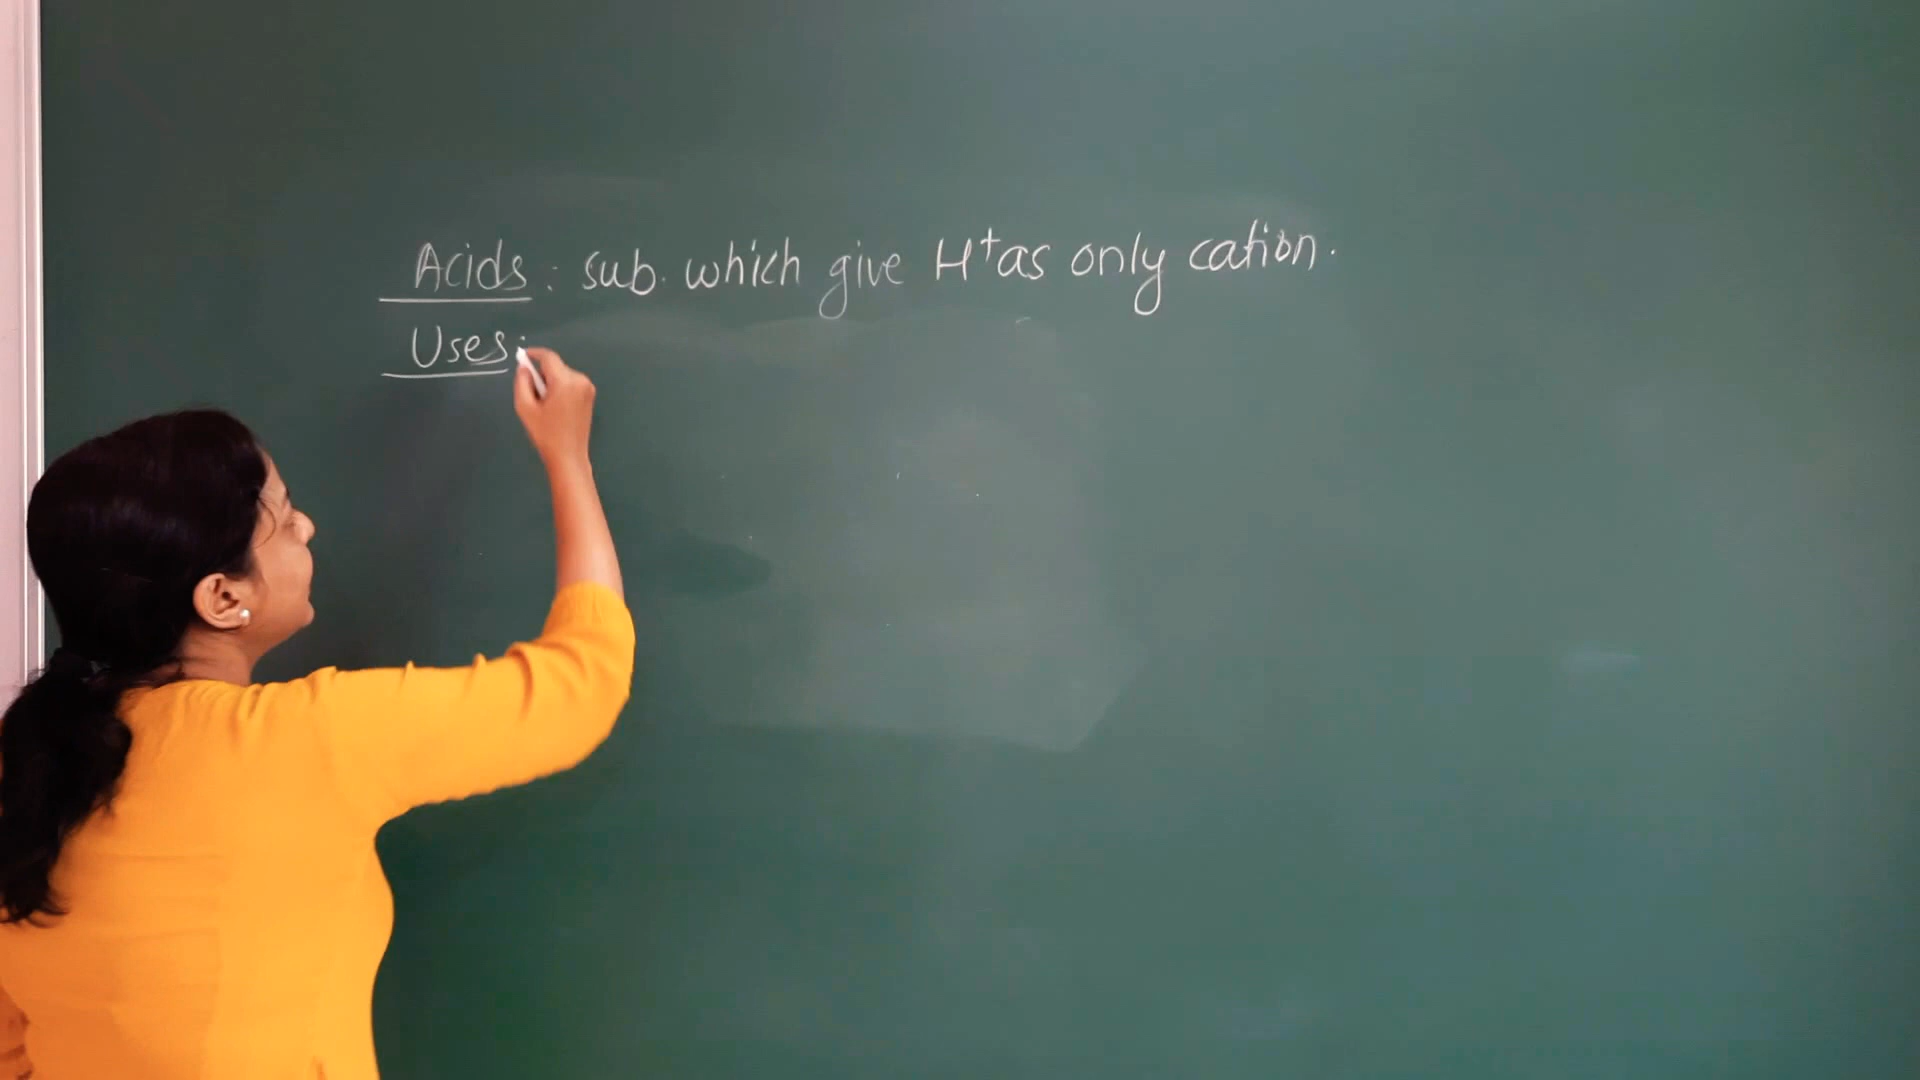 Acids : sub. which give H⁺ as only cation.
Uses: